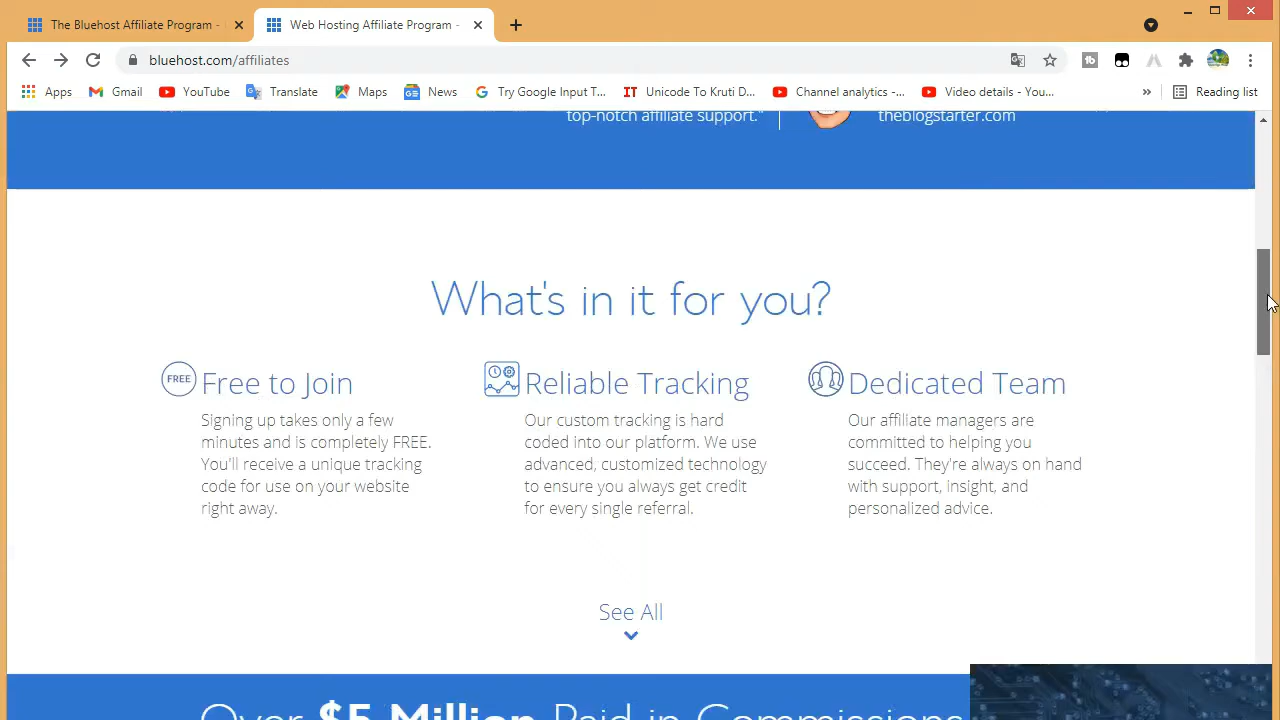 The Bluehost Affiliate Program -
Web Hosting Affiliate Program -
bluehost.com/affiliates
Apps
Gmail
YouTube
Translate
Maps
News
Try Google Input T...
Unicode To Kruti D...
Channel analytics -...
Video details - You...
»
Reading list
top-notch affiliate support."
theblogstarter.com
What's in it for you?
FREE
Free to Join
Signing up takes only a few
minutes and is completely FREE.
You'll receive a unique tracking
code for use on your website
right away.
Reliable Tracking
Our custom tracking is hard
coded into our platform. We use
advanced, customized technology
to ensure you always get credit
for every single referral.
Dedicated Team
Our affiliate managers are
committed to helping you
succeed. They're always on hand
with support, insight, and
personalized advice.
See All
Over $5 Million Paid in Commissions